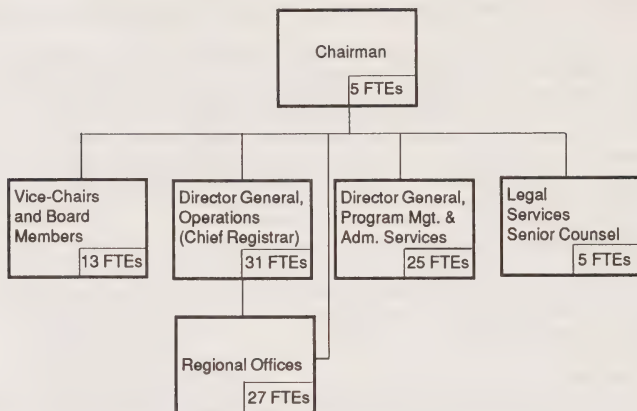 Chairman
5 FTEs
Vice-Chairs
and Board
Members
13 FTEs
Director General,
Operations
(Chief Registrar)
31 FTEs
Director General,
Program Mgt. &
Adm. Services
25 FTEs
Legal
Services
Senior Counsel
5 FTEs
Regional Offices
27 FTEs